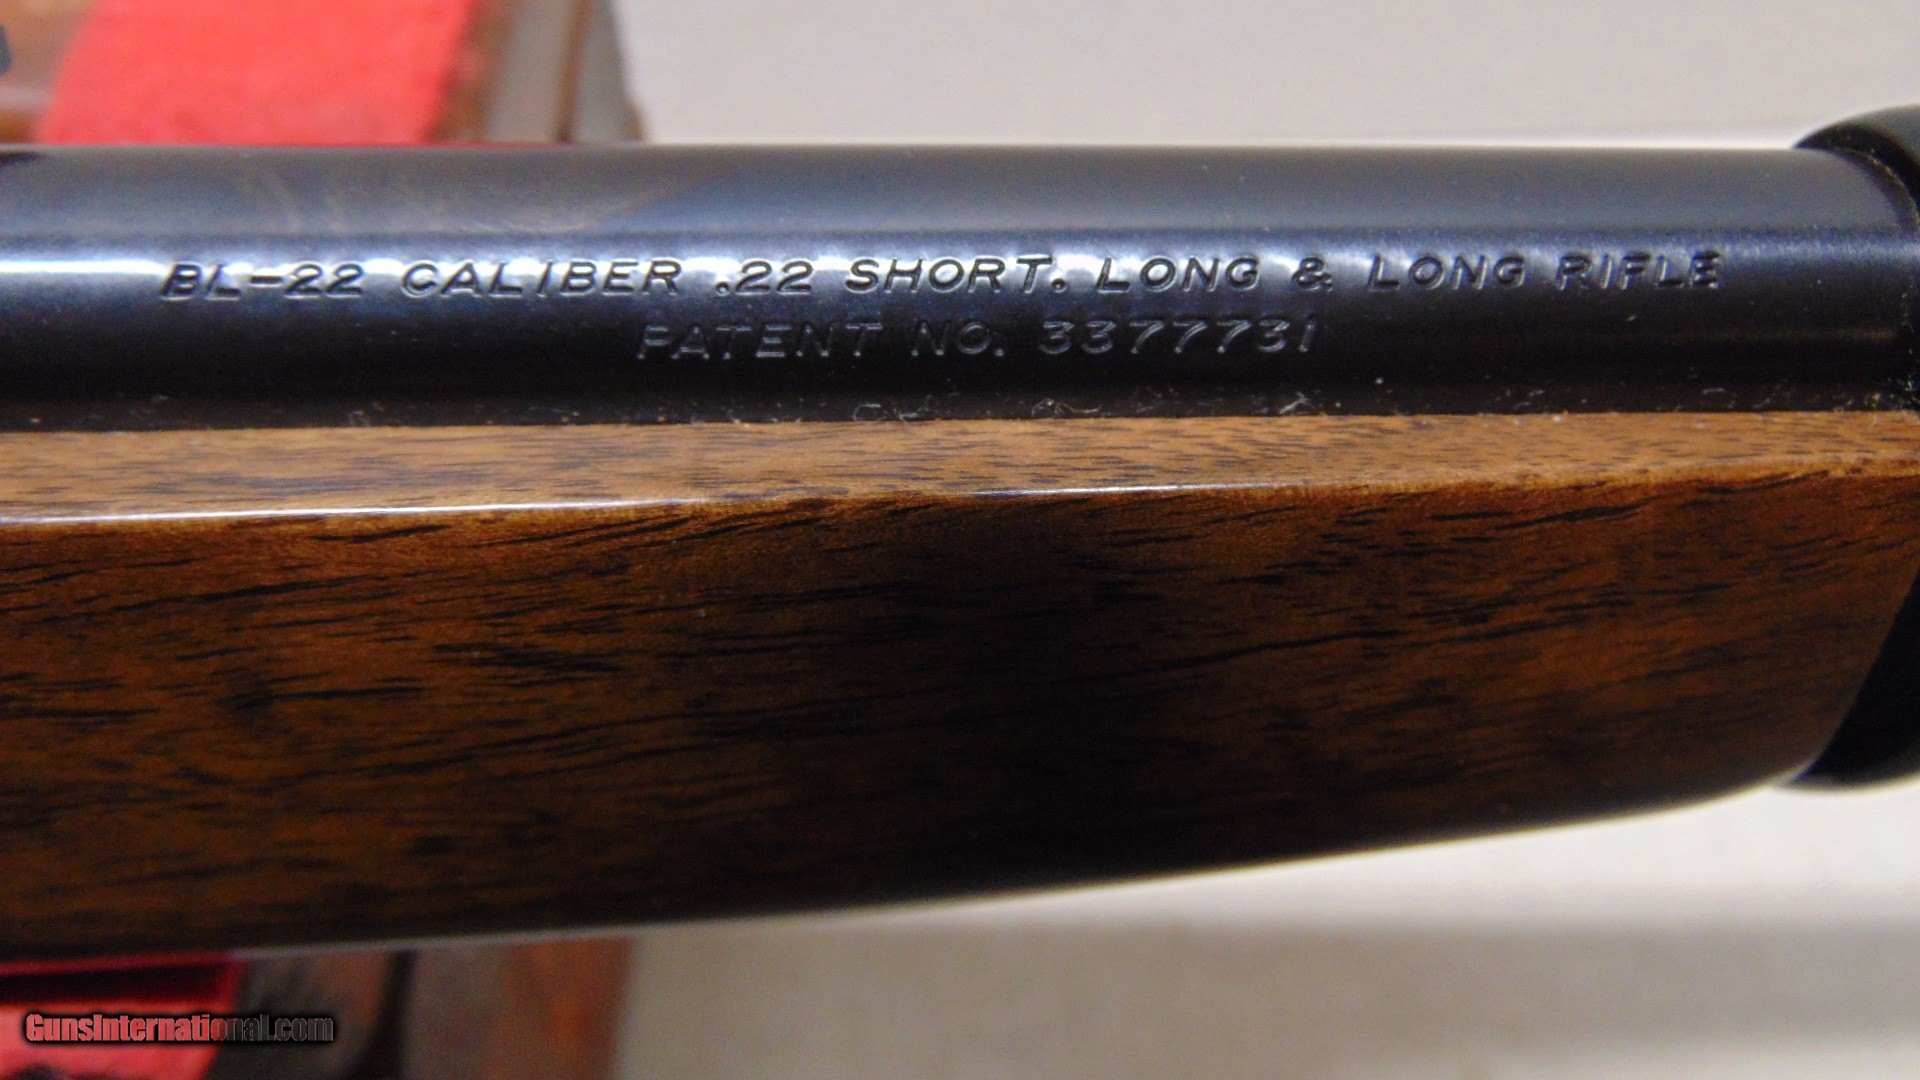 BL-22 CALIBER .22 SHORT. LONG & LONG RIFLE
PATENT NO. 3377731
GunsInternational.com